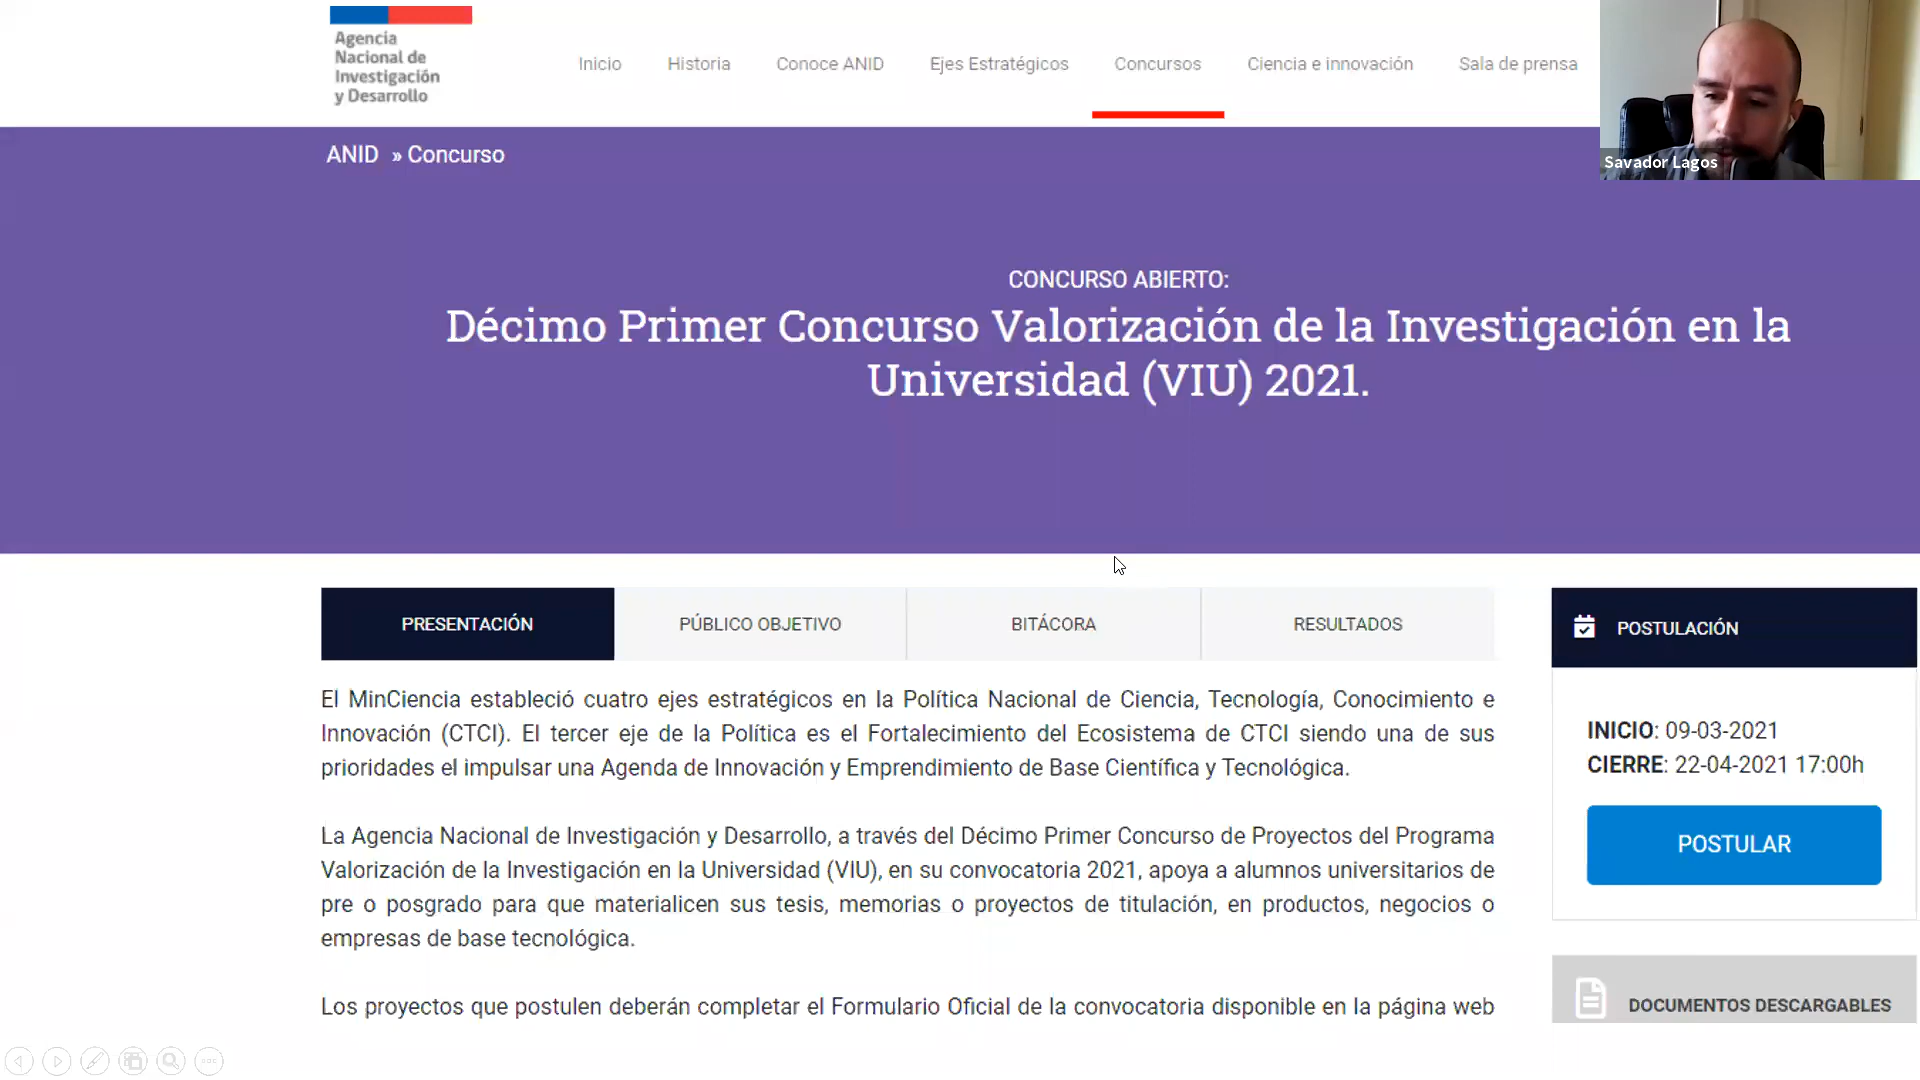 Agencia
Nacional de
Investigación
y Desarrollo
Inicio
Historia
Conoce ANID
Ejes Estratégicos
Concursos
Ciencia e innovación
Sala de prensa
Savador Lagos
ANID » Concurso
CONCURSO ABIERTO:
Décimo Primer Concurso Valorización de la Investigación en la
Universidad (VIU) 2021.
PRESENTACIÓN
PÚBLICO OBJETIVO
BITÁCORA
RESULTADOS
El MinCiencia estableció cuatro ejes estratégicos en la Política Nacional de Ciencia, Tecnología, Conocimiento e
Innovación (CTCI). El tercer eje de la Política es el Fortalecimiento del Ecosistema de CTCI siendo una de sus
prioridades el impulsar una Agenda de Innovación y Emprendimiento de Base Científica y Tecnológica.
La Agencia Nacional de Investigación y Desarrollo, a través del Décimo Primer Concurso de Proyectos del Programa
Valorización de la Investigación en la Universidad (VIU), en su convocatoria 2021, apoya a alumnos universitarios de
pre o posgrado para que materialicen sus tesis, memorias o proyectos de titulación, en productos, negocios o
empresas de base tecnológica.
Los proyectos que postulen deberán completar el Formulario Oficial de la convocatoria disponible en la página web
POSTULACIÓN
INICIO: 09-03-2021
CIERRE: 22-04-2021 17:00h
POSTULAR
DOCUMENTOS DESCARGABLES